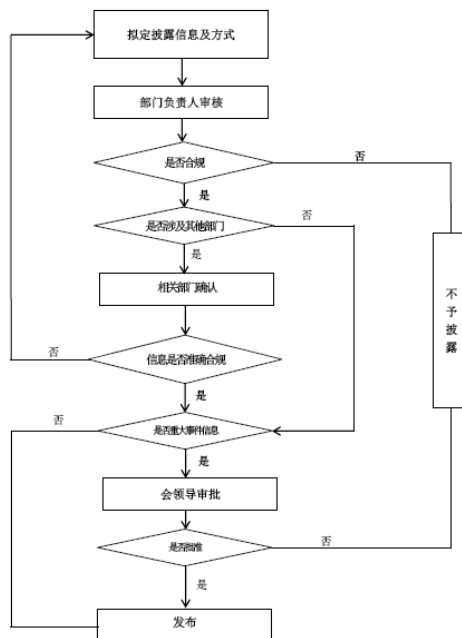 拟定披露信息及方式
部门负责人审核
是否合规
否
是
是否涉及其他部门
否
是
不予披露
相关部门确认
信息是否准确合规
否
是
否
是否重大事件信息
是
会领导审批
是否批准
否
是
发布